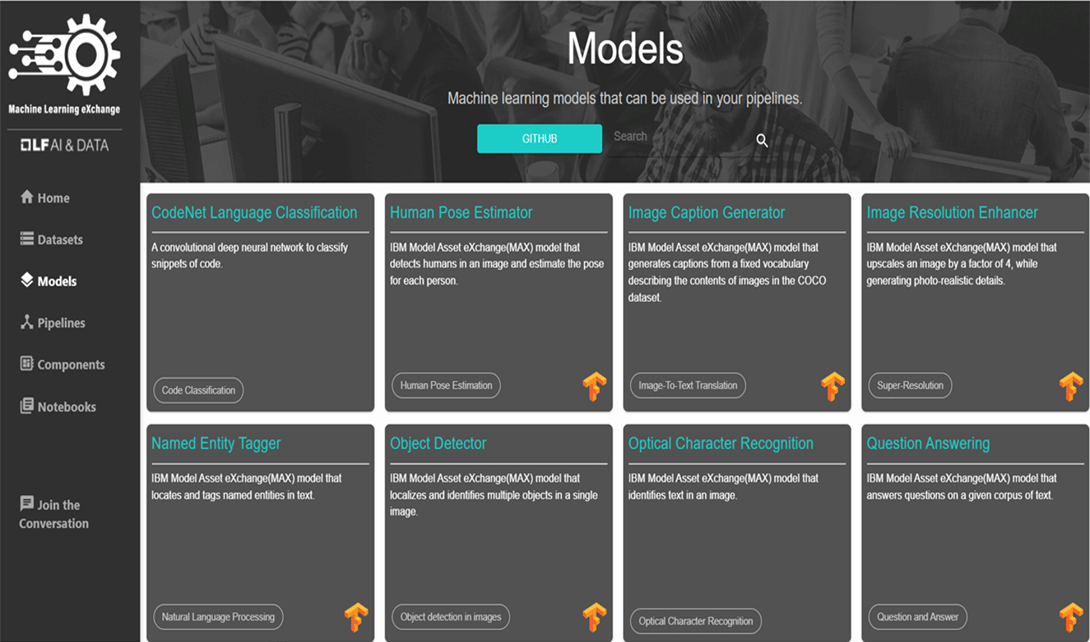 Machine Learning eXchange
LF AI & DATA
Home
Datasets
Models
Pipelines
Components
Notebooks
Join the
Conversation
Models
Machine learning models that can be used in your pipelines.
GITHUB
Search
CodeNet Language Classification
A convolutional deep neural network to classify
snippets of code.
Code Classification
Human Pose Estimator
IBM Model Asset eXchange(MAX) model that
detects humans in an image and estimate the pose
for each person.
Human Pose Estimation
Image Caption Generator
IBM Model Asset eXchange(MAX) model that
generates captions from a fixed vocabulary
describing the contents of images in the COCO
dataset.
Image-To-Text Translation
Image Resolution Enhancer
IBM Model Asset eXchange(MAX) model that
upscales an image by a factor of 4, while
generating photo-realistic details.
Super-Resolution
Named Entity Tagger
IBM Model Asset eXchange(MAX) model that
locates and tags named entities in text.
Natural Language Processing
Object Detector
IBM Model Asset eXchange(MAX) model that
localizes and identifies multiple objects in a single
image.
Object detection in images
Optical Character Recognition
IBM Model Asset eXchange(MAX) model that
identifies text in an image.
Optical Character Recognition
Question Answering
IBM Model Asset eXchange(MAX) model that
answers questions on a given corpus of text.
Question and Answer